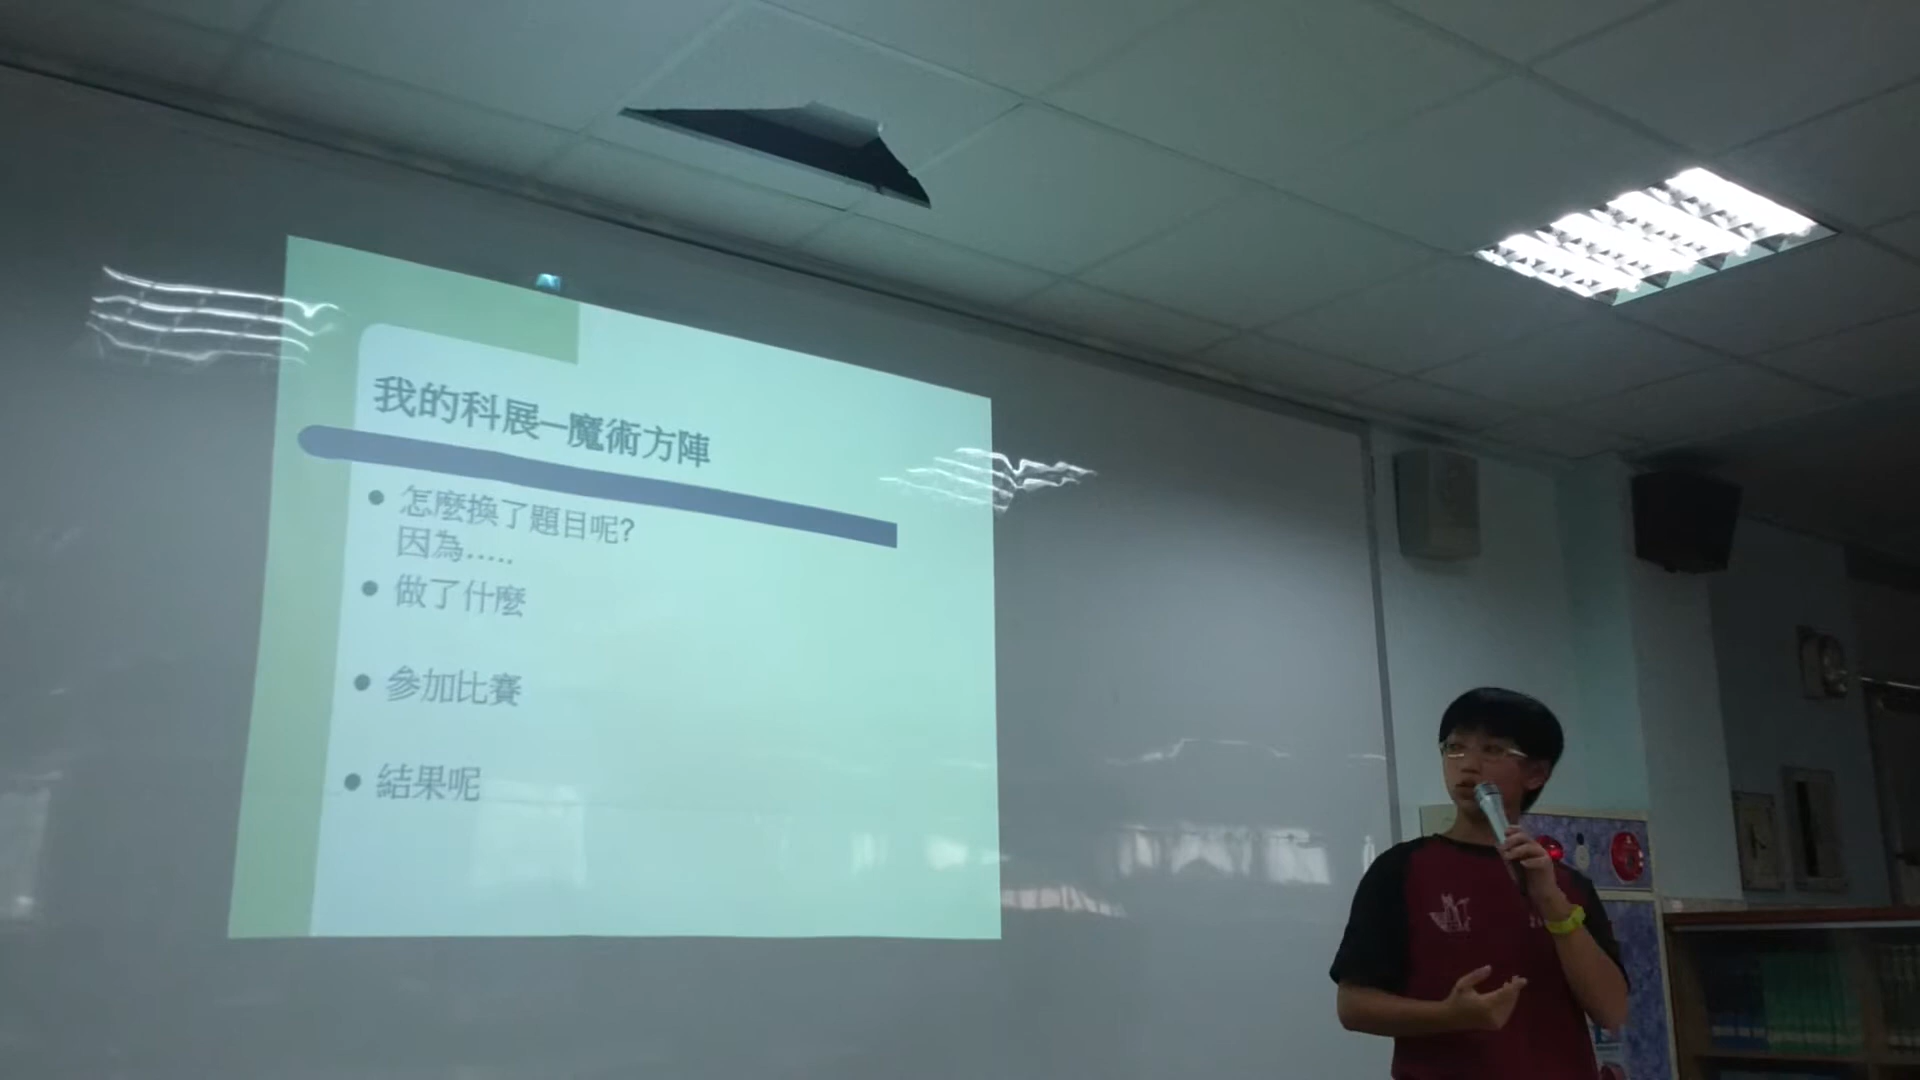 我的科展—魔術方陣
怎麼換了題目呢?
因為.....
做了什麼
參加比賽
結果呢